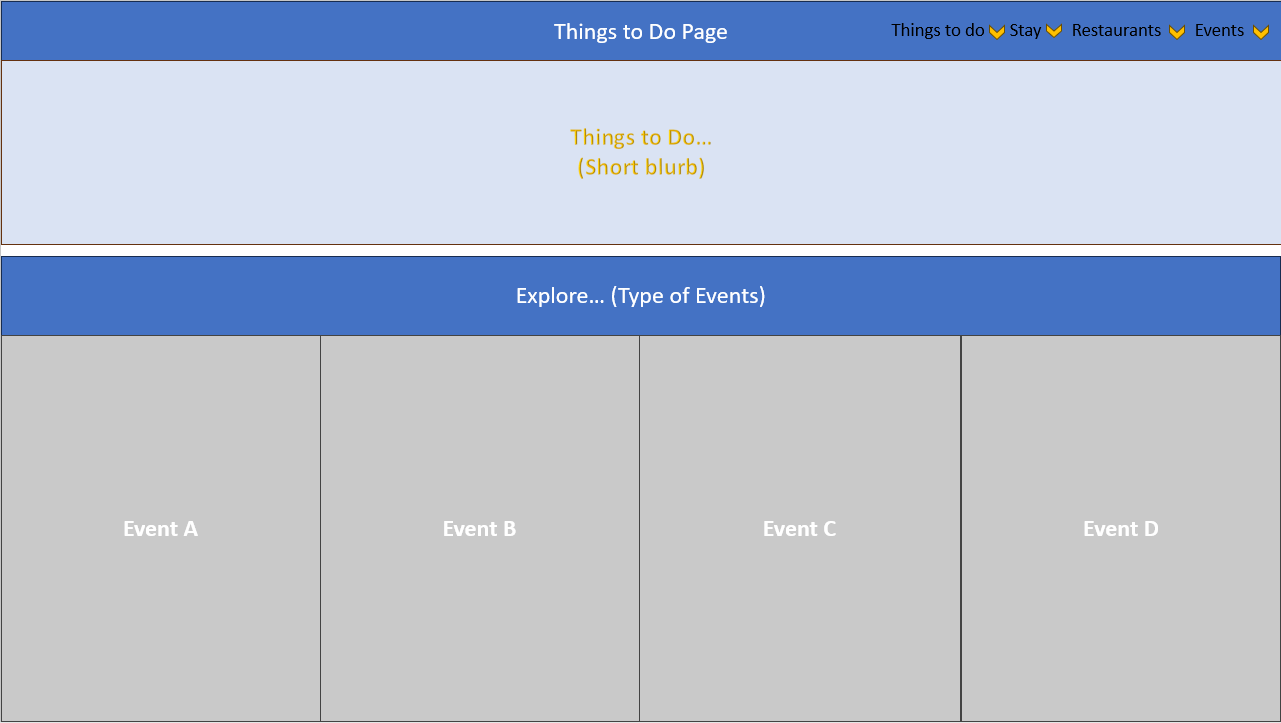 Things to Do Page
Things to do Stay Restaurants Events
Things to Do...
(Short blurb)
Explore... (Type of Events)
Event A Event B Event C Event D